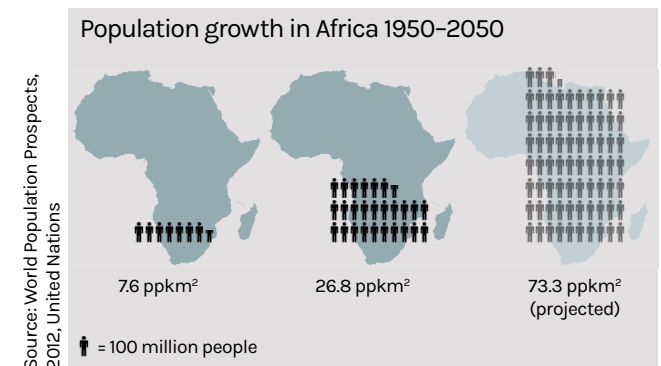 Population growth in Africa 1950–2050
Source: World Population Prospects,
2012, United Nations
7.6 ppkm²
26.8 ppkm²
73.3 ppkm²
(projected)
= 100 million people